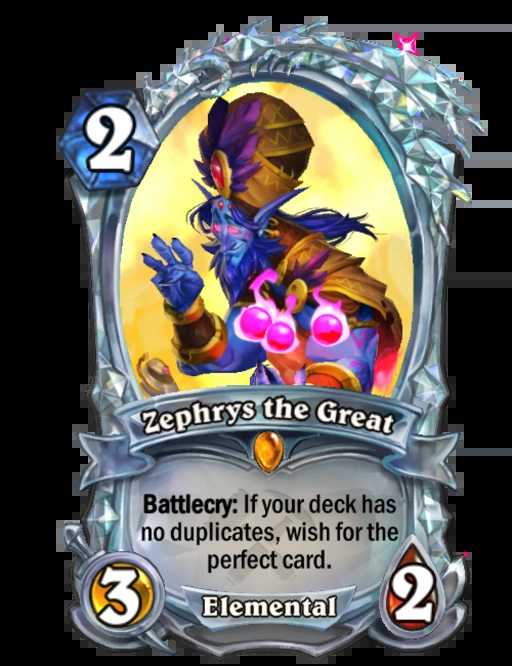 2
Zephrys the Great
Battlecry: If your deck has
no duplicates, wish for the
perfect card.
3
Elemental
2